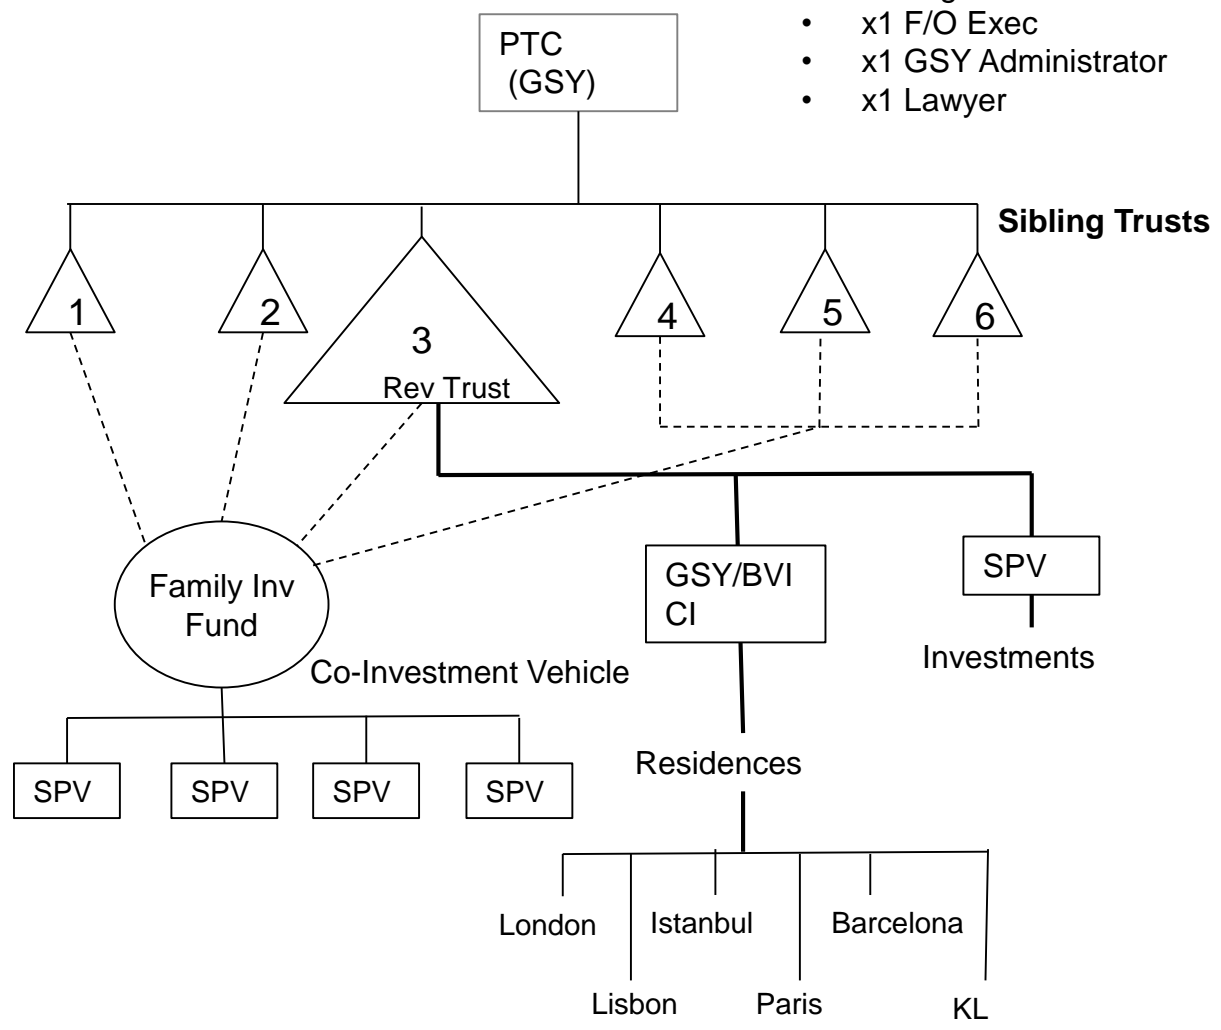 PTC
(GSY)
• x1 F/O Exec
• x1 GSY Administrator
• x1 Lawyer
Sibling Trusts
1
2
3
Rev Trust
4
5
6
Family Inv
Fund
GSY/BVI
CI
SPV
Investments
Co-Investment Vehicle
SPV
SPV
SPV
SPV
Residences
London
Istanbul
Barcelona
Lisbon
Paris
KL